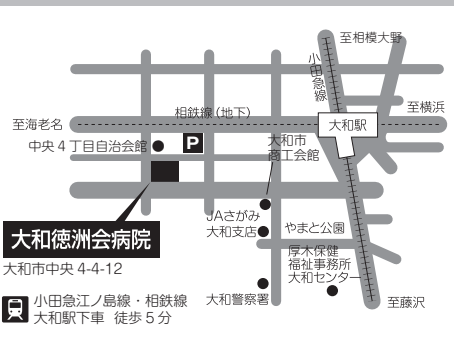 至相模大野
小田急線
至横浜
相鉄線(地下)
大和駅
至海老名
中央4丁目自治会館
P
大和市
商工会館
JAさがみ
大和支店
やまと公園
大和徳洲会病院
厚木保健
福祉事務所
大和センター
大和市中央 4-4-12
小田急江ノ島線・相鉄線
大和駅下車 徒歩5分
大和警察署
至藤沢